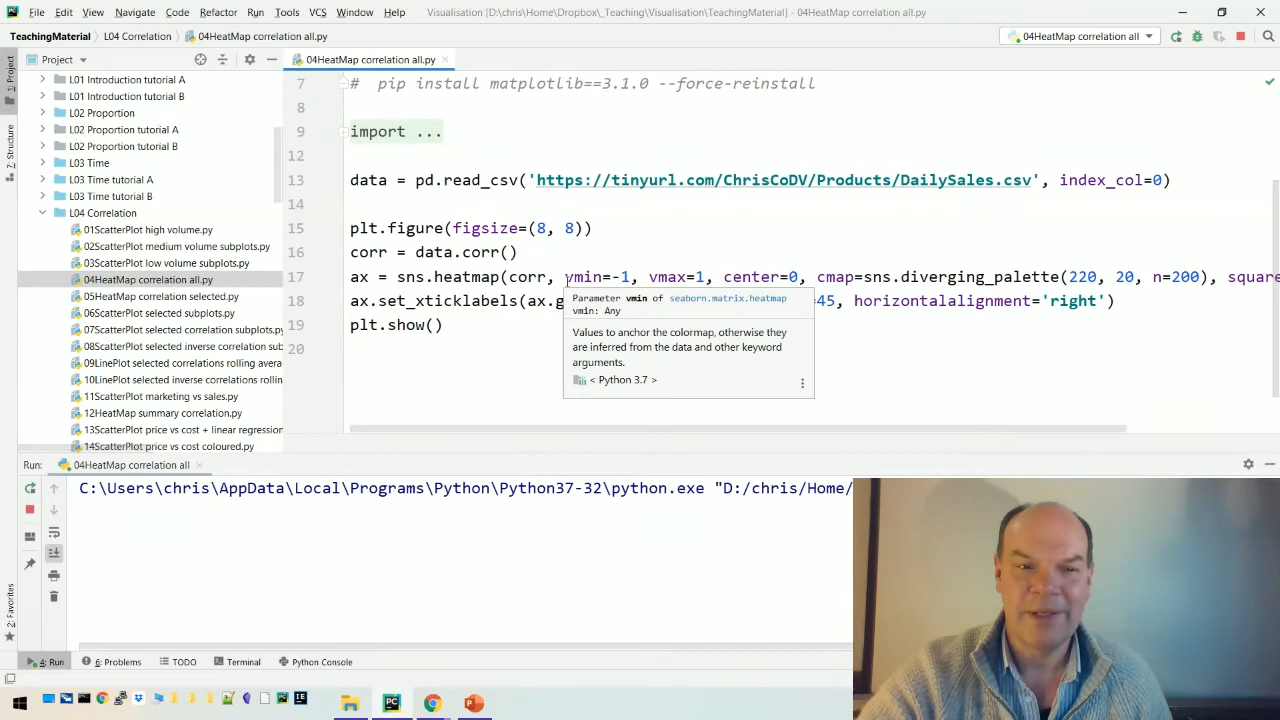 File Edit View Navigate Code Refactor Run Tools VCS Window Help Visualisation [D:\chris\Home\Dropbox\_Teaching\Visualisation\TeachingMaterial] - 04HeatMap correlation all.py
TeachingMaterial L04 Correlation 04HeatMap correlation all.py 04HeatMap correlation all
1: Project
7: Structure
2: Favorites
Project
L01 Introduction tutorial A
L01 Introduction tutorial B
L02 Proportion
L02 Proportion tutorial A
L02 Proportion tutorial B
L03 Time
L03 Time tutorial A
L03 Time tutorial B
L04 Correlation
01ScatterPlot high volume.py
02ScatterPlot medium volume subplots.py
03ScatterPlot low volume subplots.py
04HeatMap correlation all.py
05HeatMap correlation selected.py
06ScatterPlot selected subplots.py
07ScatterPlot selected correlation subplots.py
08ScatterPlot selected inverse correlation sub
09LinePlot selected correlations rolling avera
10LinePlot selected inverse correlations rollin
11ScatterPlot marketing vs sales.py
12HeatMap summary correlation.py
13ScatterPlot price vs cost + linear regression
14ScatterPlot price vs cost coloured.py
04HeatMap correlation all.py
7 # pip install matplotlib==3.1.0 --force-reinstall
8
9 import ...
12
13 data = pd.read_csv('https://tinyurl.com/ChrisCoDV/Products/DailySales.csv', index_col=0)
14
15 plt.figure(figsize=(8, 8))
16 corr = data.corr()
17 ax = sns.heatmap(corr, vmin=-1, vmax=1, center=0, cmap=sns.diverging_palette(220, 20, n=200), square
18 ax.set_xticklabels(ax.g =45, horizontalalignment='right')
19 plt.show()
20
Parameter vmin of seaborn.matrix.heatmap
vmin: Any
Values to anchor the colormap, otherwise they
are inferred from the data and other keyword
arguments.
< Python 3.7 >
Run: 04HeatMap correlation all
C:\Users\chris\AppData\Local\Programs\Python\Python37-32\python.exe "D:/chris/Home/
4: Run 6: Problems TODO Terminal Python Console